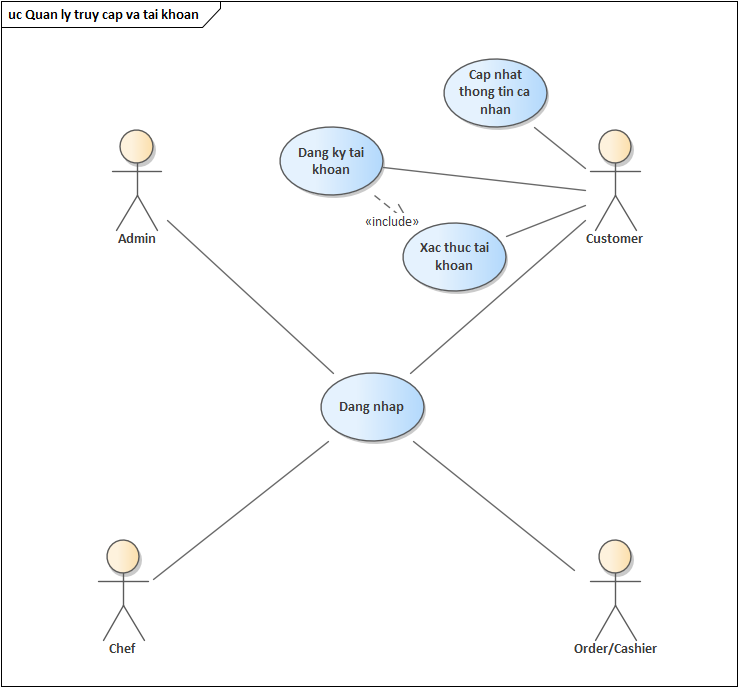 uc Quan ly truy cap va tai khoan
Cap nhat
thong tin ca
nhan
Dang ky tai
khoan
«include»
Admin
Customer
Xac thuc tai
khoan
Dang nhap
Chef
Order/Cashier